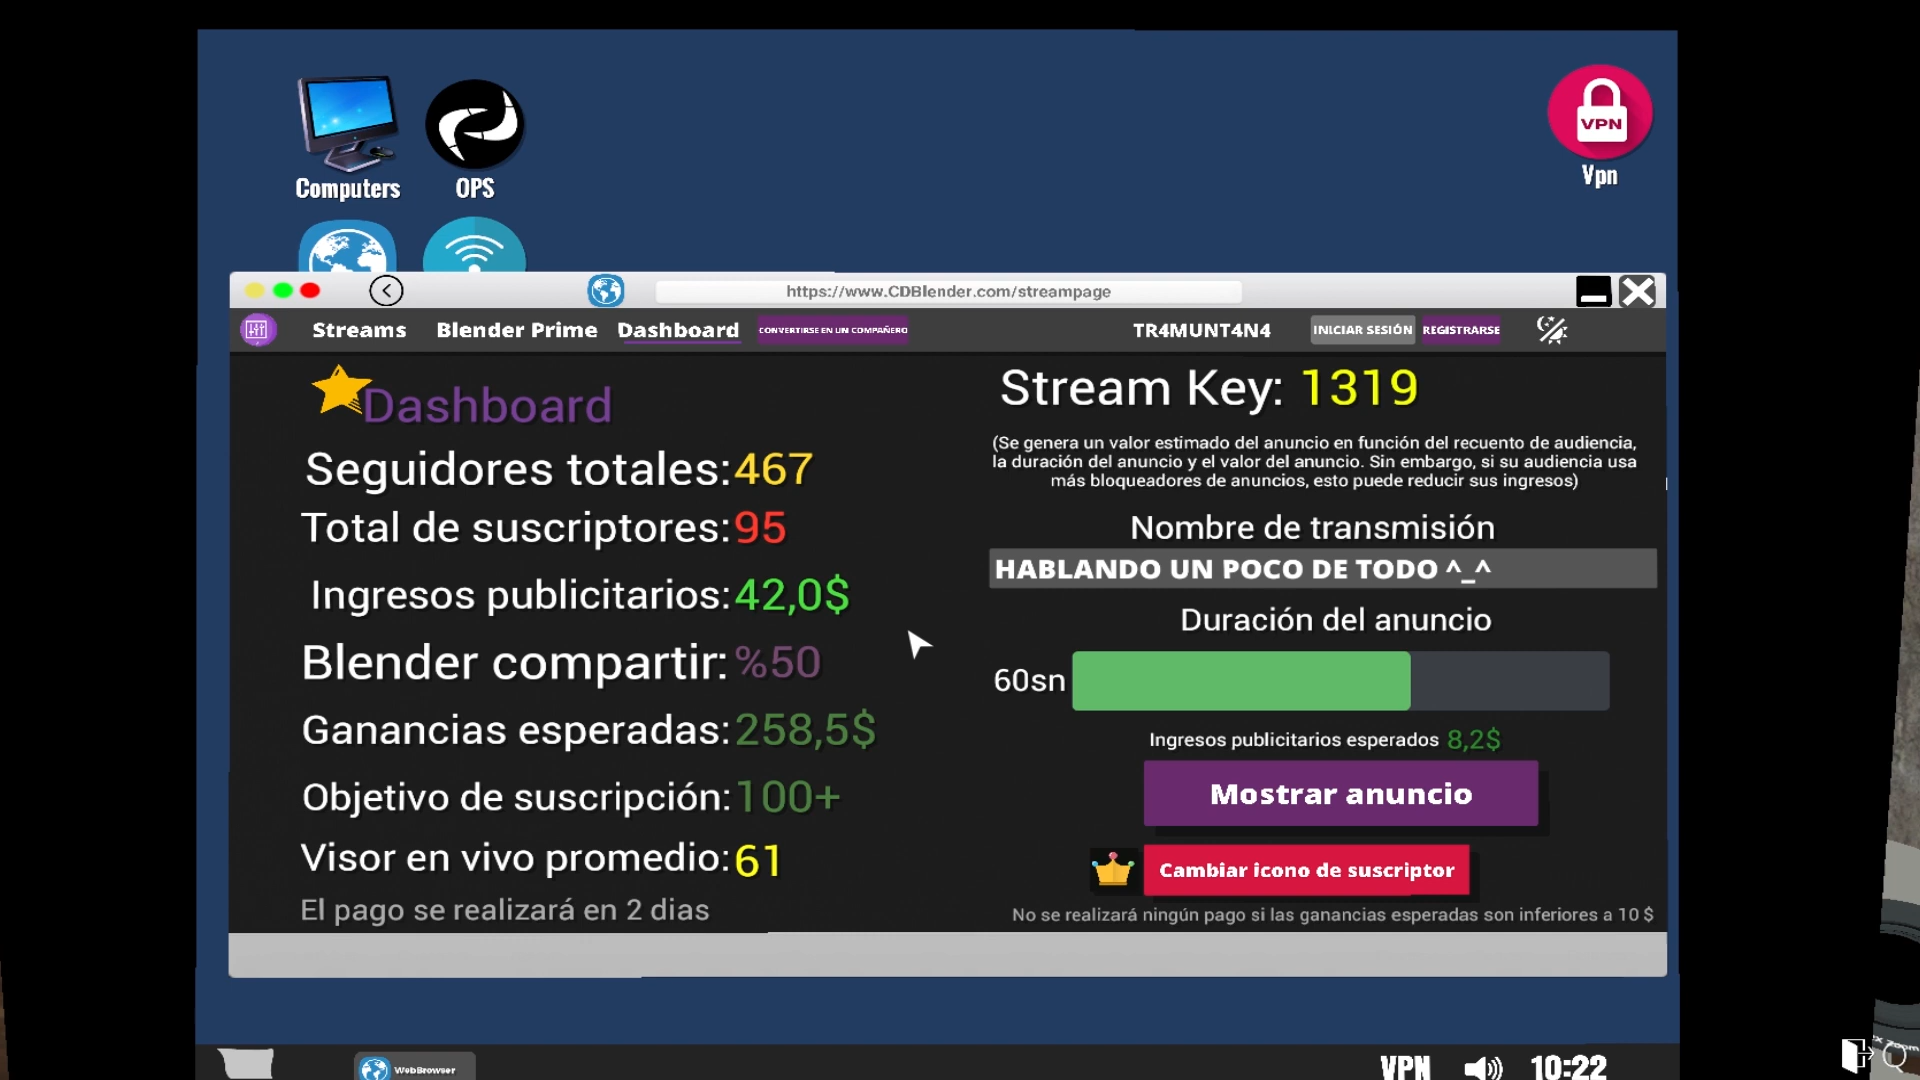 Computers
OPS
VPN
Vpn
https://www.CDBlender.com/streampage
Streams
Blender Prime
Dashboard
CONVERTIRSE EN UN COMPAÑERO
TR4MUNT4N4
INICIAR SESIÓN
REGISTRARSE
Dashboard
Seguidores totales:467
Total de suscriptores:95
Ingresos publicitarios:42,0$
Blender compartir:%50
Ganancias esperadas:258,5$
Objetivo de suscripción:100+
Visor en vivo promedio:61
El pago se realizará en 2 dias
Stream Key: 1319
(Se genera un valor estimado del anuncio en función del recuento de audiencia,
la duración del anuncio y el valor del anuncio. Sin embargo, si su audiencia usa
más bloqueadores de anuncios, esto puede reducir sus ingresos)
Nombre de transmisión
HABLANDO UN POCO DE TODO ^_^
Duración del anuncio
60sn
Ingresos publicitarios esperados 8,2$
Mostrar anuncio
Cambiar icono de suscriptor
No se realizará ningún pago si las ganancias esperadas son inferiores a 10 $
WebBrowser
VPN
10:22
Q